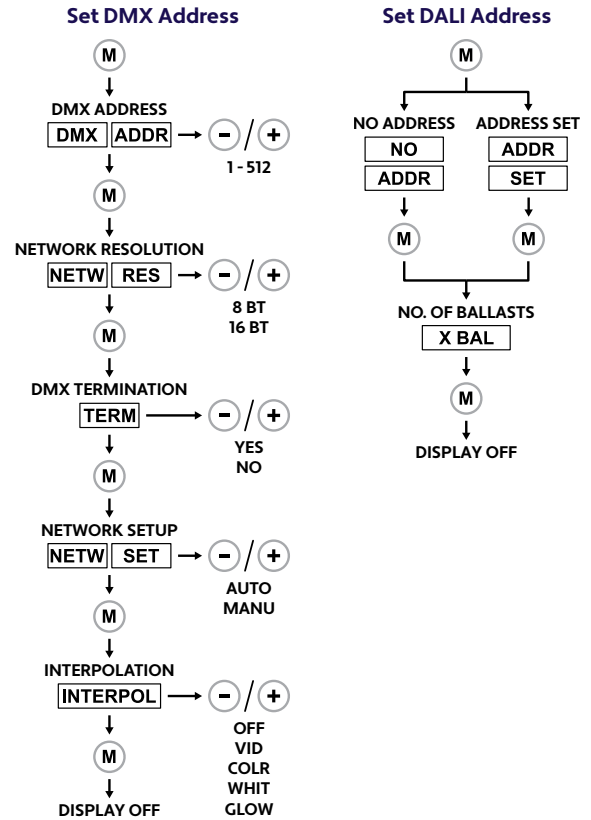 Set DMX Address
M
DMX ADDRESS
DMX ADDR - / +
1 - 512
M
NETWORK RESOLUTION
NETW RES - / +
8 BT
16 BT
M
DMX TERMINATION
TERM - / +
YES
NO
M
NETWORK SETUP
NETW SET - / +
AUTO
MANU
M
INTERPOLATION
INTERPOL - / +
OFF
VID
COLR
WHIT
GLOW
M
DISPLAY OFF
Set DALI Address
M
NO ADDRESS
NO
ADDR
M
ADDRESS SET
ADDR
SET
M
NO. OF BALLASTS
X BAL
M
DISPLAY OFF